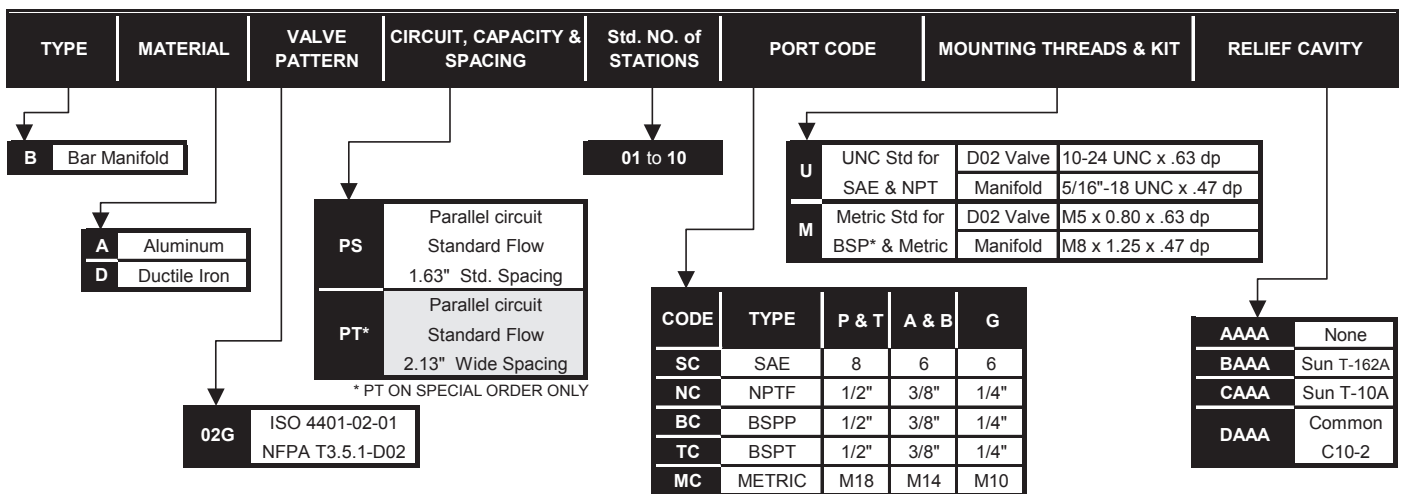 TYPE MATERIAL VALVE PATTERN CIRCUIT, CAPACITY & SPACING Std. NO. of STATIONS PORT CODE MOUNTING THREADS & KIT RELIEF CAVITY
B Bar Manifold
A Aluminum
D Ductile Iron
02G ISO 4401-02-01
NFPA T3.5.1-D02
PS Parallel circuit
Standard Flow
1.63" Std. Spacing
PT* Parallel circuit
Standard Flow
2.13" Wide Spacing
* PT ON SPECIAL ORDER ONLY
01 to 10
CODE TYPE P & T A & B G
SC SAE 8 6 6
NC NPTF 1/2" 3/8" 1/4"
BC BSPP 1/2" 3/8" 1/4"
TC BSPT 1/2" 3/8" 1/4"
MC METRIC M18 M14 M10
U UNC Std for D02 Valve 10-24 UNC x .63 dp
SAE & NPT Manifold 5/16"-18 UNC x .47 dp
M Metric Std for D02 Valve M5 x 0.80 x .63 dp
BSP* & Metric Manifold M8 x 1.25 x .47 dp
AAAA None
BAAA Sun T-162A
CAAA Sun T-10A
DAAA Common
C10-2